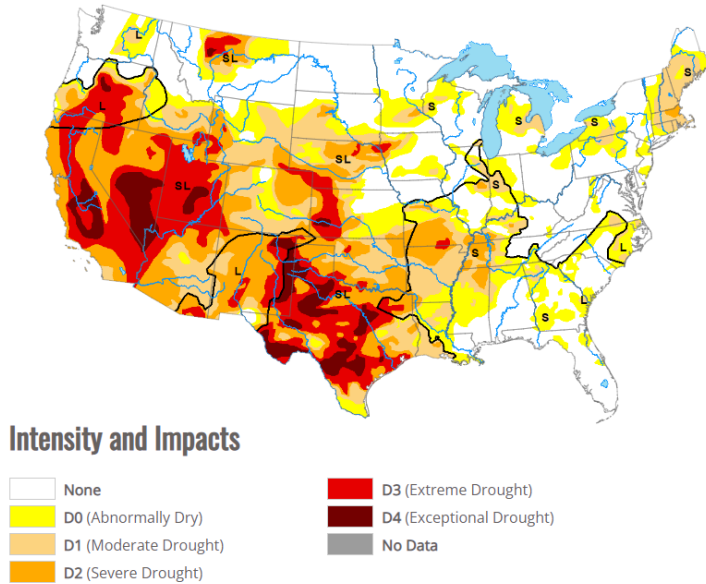 L
SL
S
S
S
S
L
SL
SL
S
L
S
L
SL
L
S
Intensity and Impacts
None
D0 (Abnormally Dry)
D1 (Moderate Drought)
D2 (Severe Drought)
D3 (Extreme Drought)
D4 (Exceptional Drought)
No Data